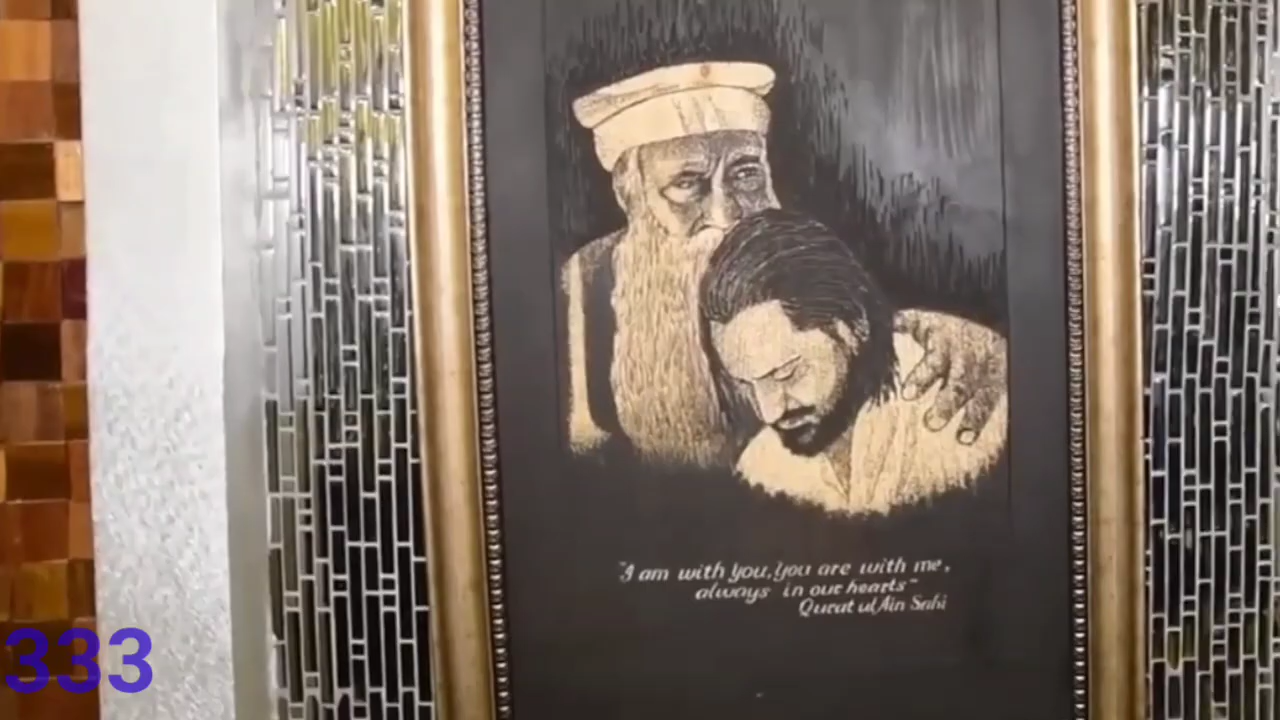 "I am with you, you are with me,
always in our hearts"
Qurat ul Ain Sahi
333